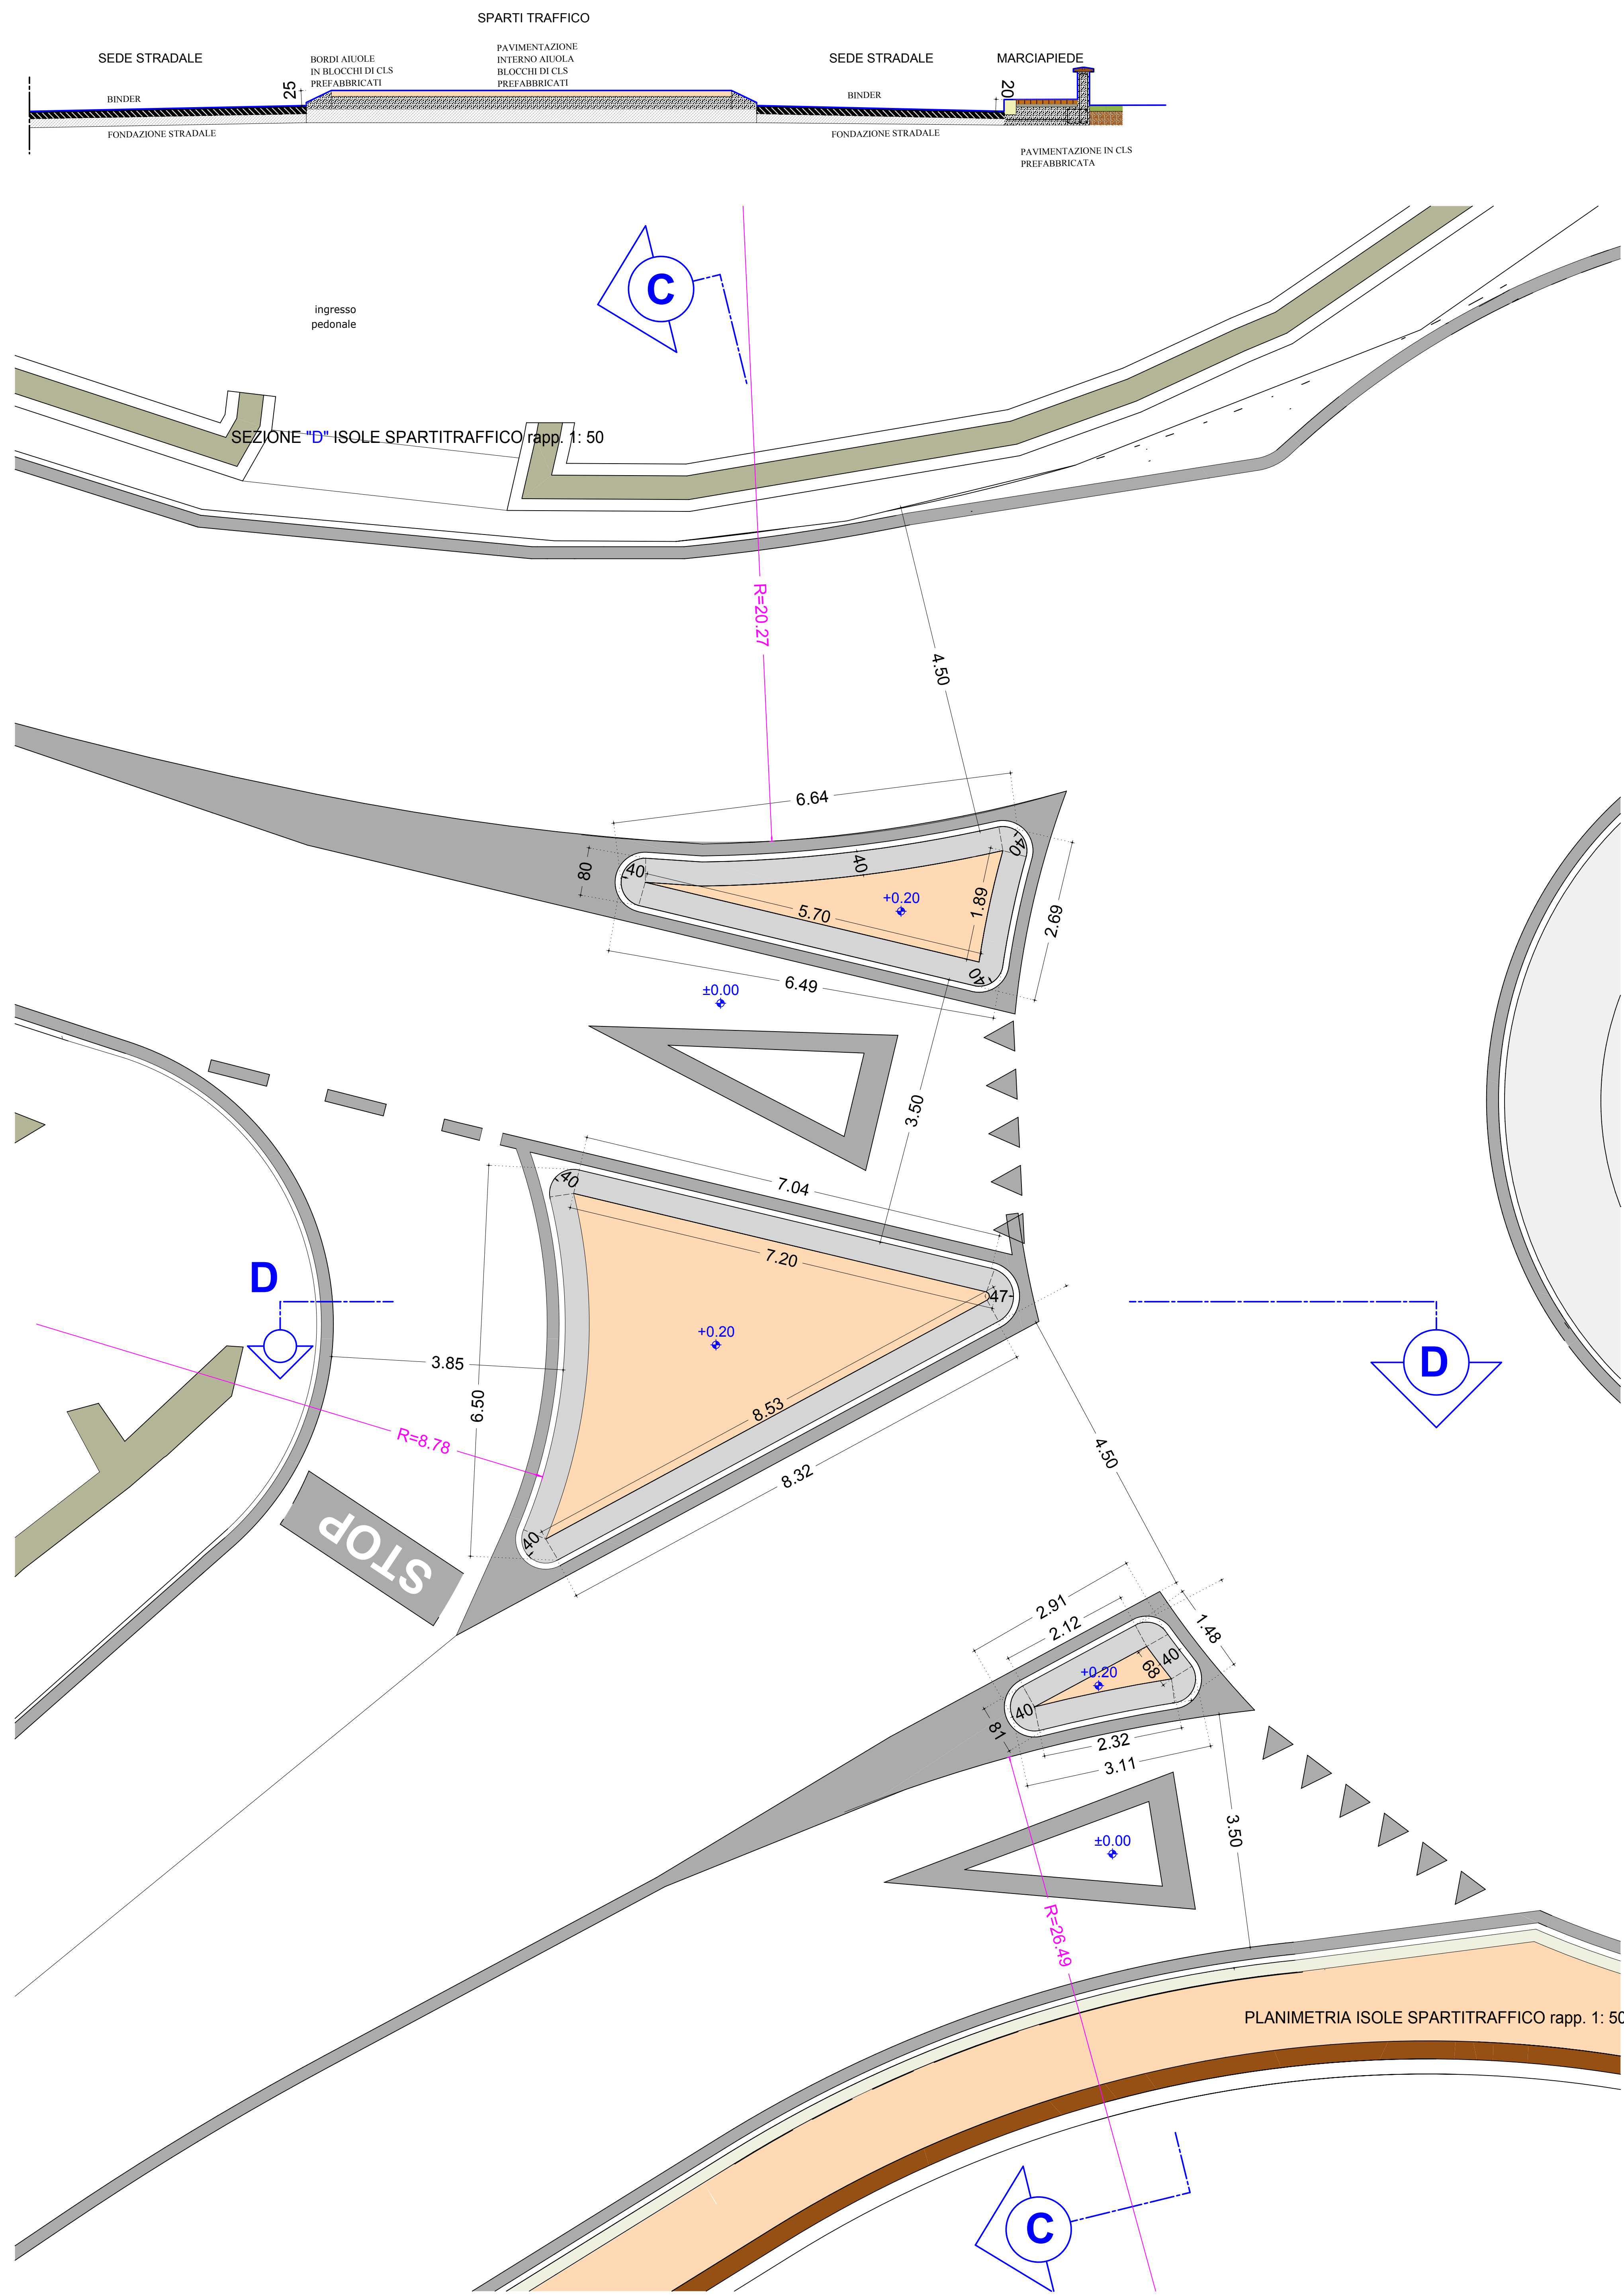 SPARTI TRAFFICO
SEDE STRADALE
BORDI AIUOLE
IN BLOCCHI DI CLS
PREFABBRICATI
PAVIMENTAZIONE
INTERNO AIUOLA
BLOCCHI DI CLS
PREFABBRICATI
SEDE STRADALE
MARCIAPIEDE
25
20
BINDER
BINDER
FONDAZIONE STRADALE
FONDAZIONE STRADALE
PAVIMENTAZIONE IN CLS
PREFABBRICATA
C
ingresso
pedonale
SEZIONE "D" ISOLE SPARTITRAFFICO rapp. 1: 50
R=20.27
4.50
6.64
80
40
40
40
5.70
+0.20
1.89
2.69
40
6.49
±0.00
3.50
40
7.04
7.20
47
D
+0.20
3.85
6.50
D
R=8.78
8.53
8.32
4.50
40
STOP
2.91
2.12
1.48
+0.20
68
40
40
81
2.32
3.11
3.50
±0.00
R=26.49
PLANIMETRIA ISOLE SPARTITRAFFICO rapp. 1: 50
C